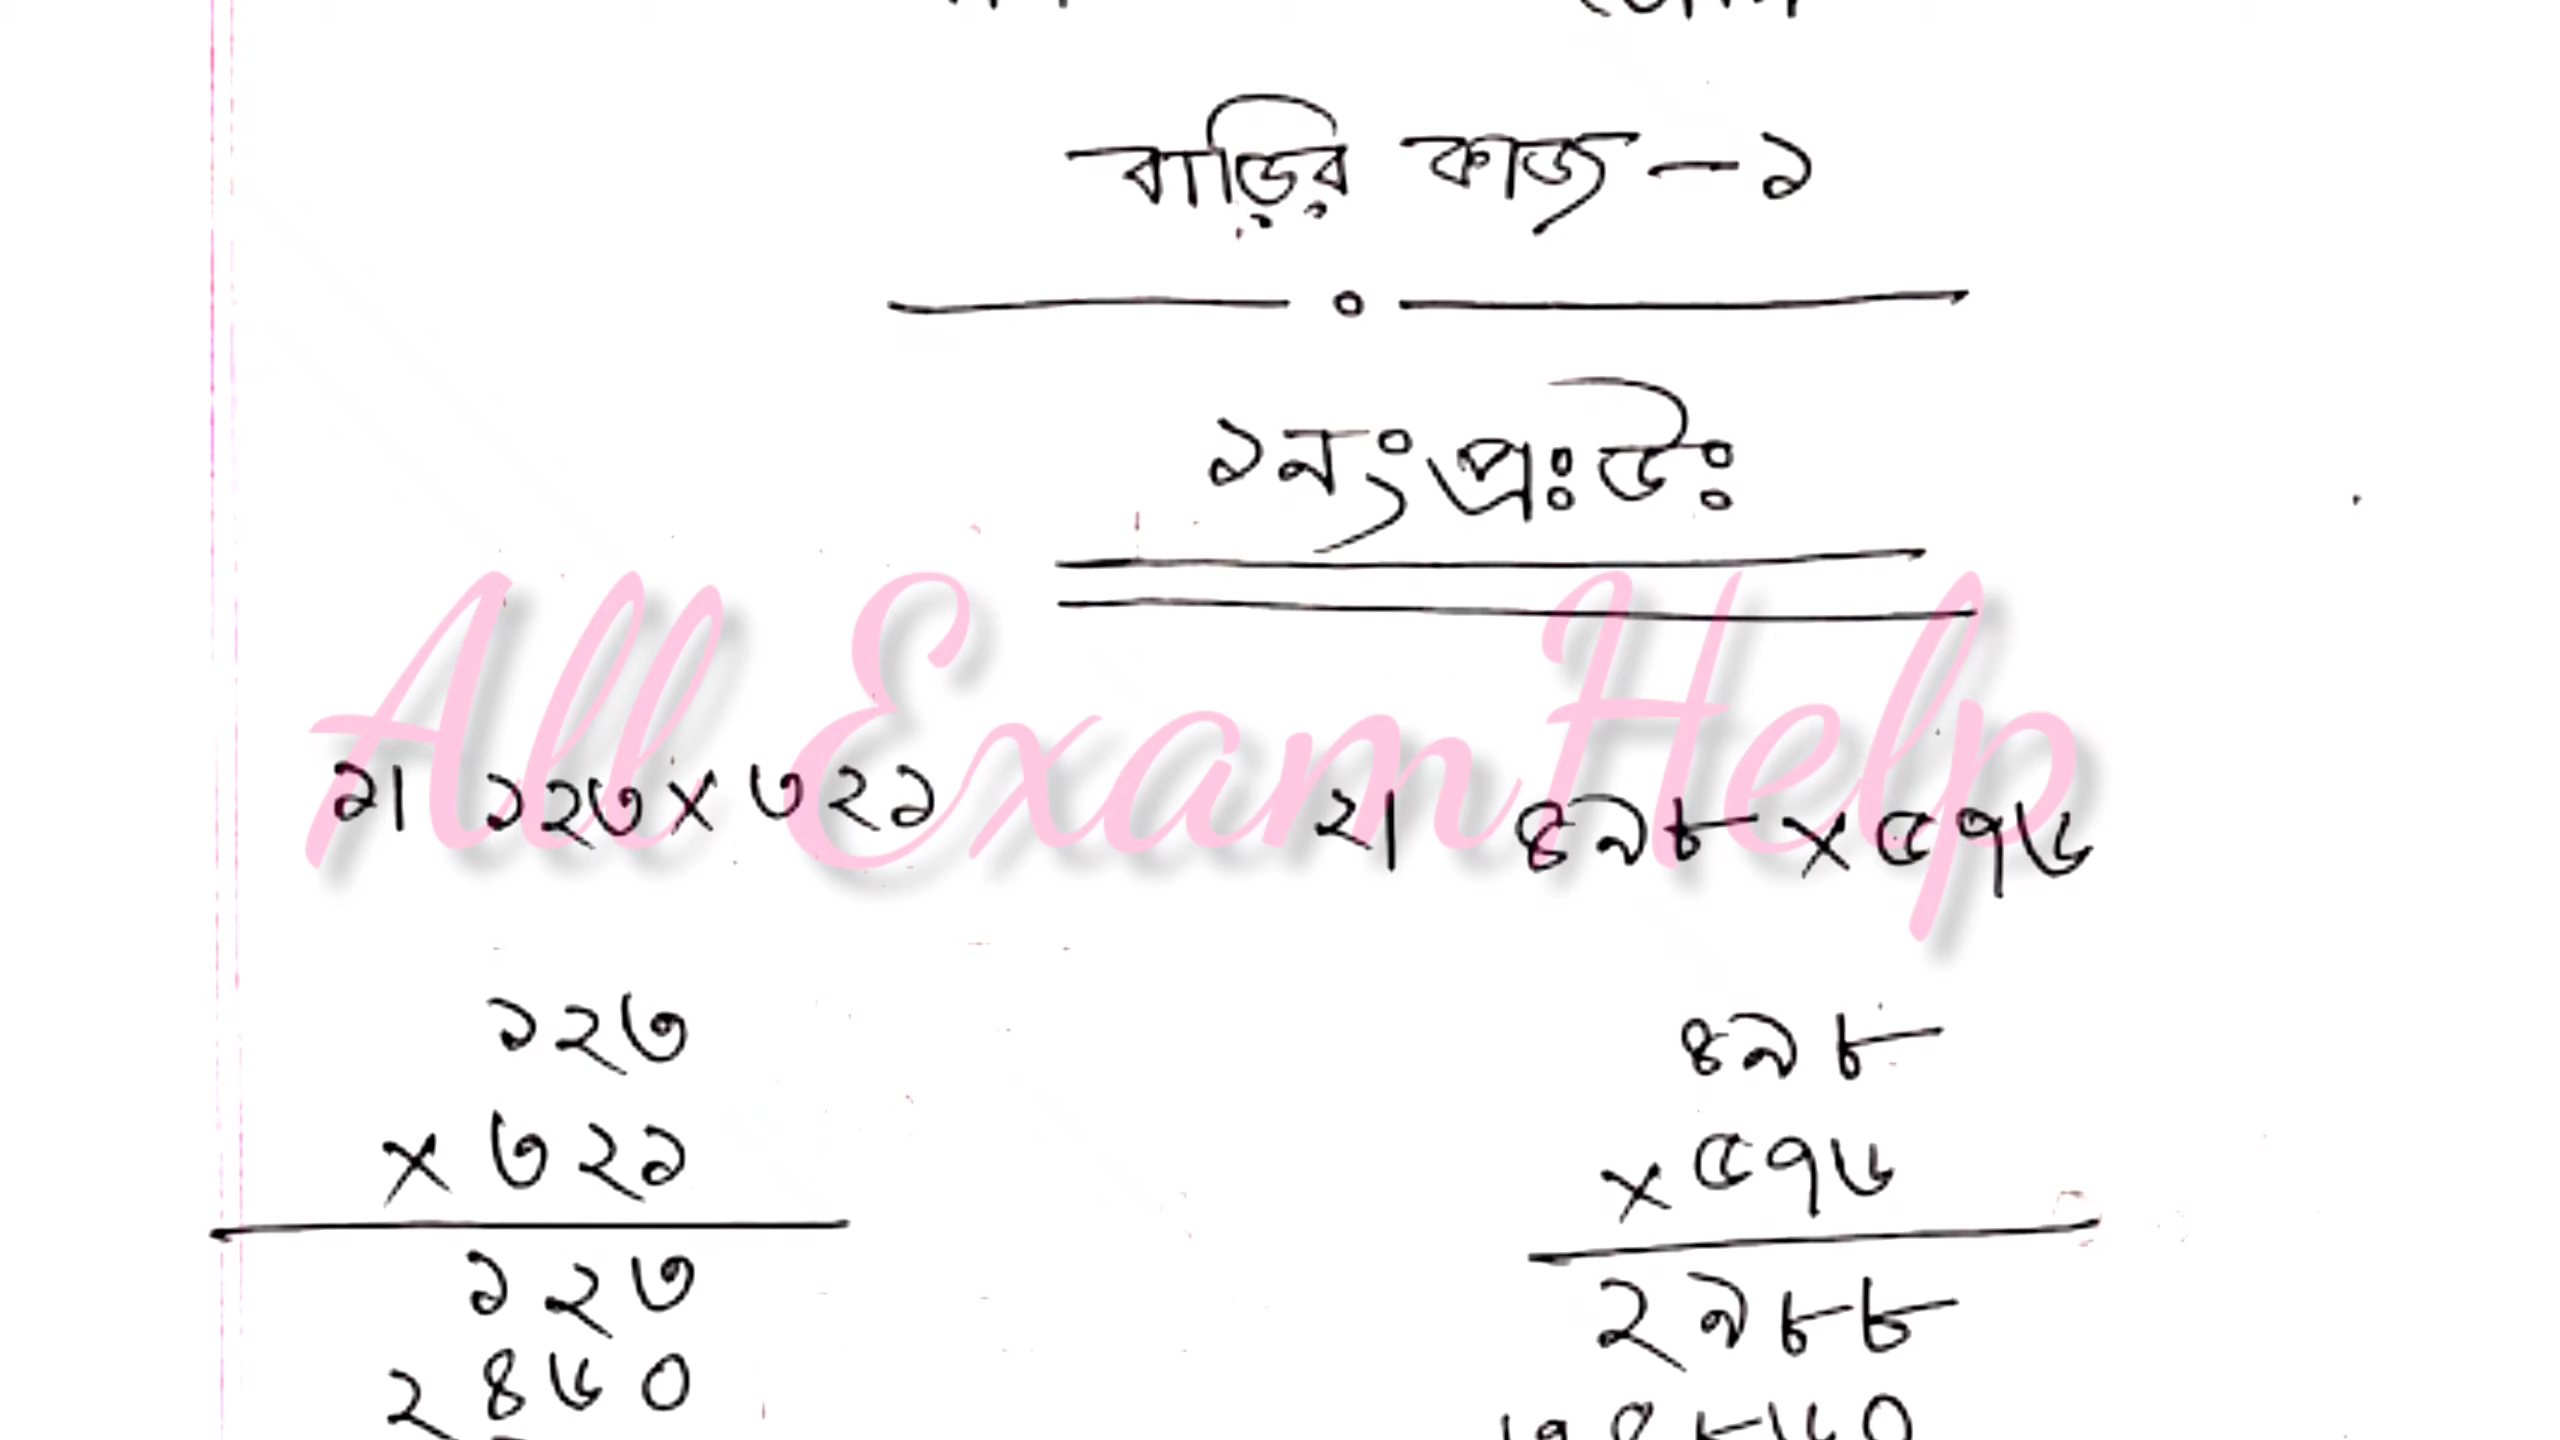 বাড়ির কাজ - ১
১নং প্রঃ উঃ
All Exam Help
১। ১২৩ × ৩২১
২। ৪৯৮ × ৫৭৬
১২৩
× ৩২১
১২৩
২৪৬০
৪৯৮
× ৫৭৬
২৯৮৮